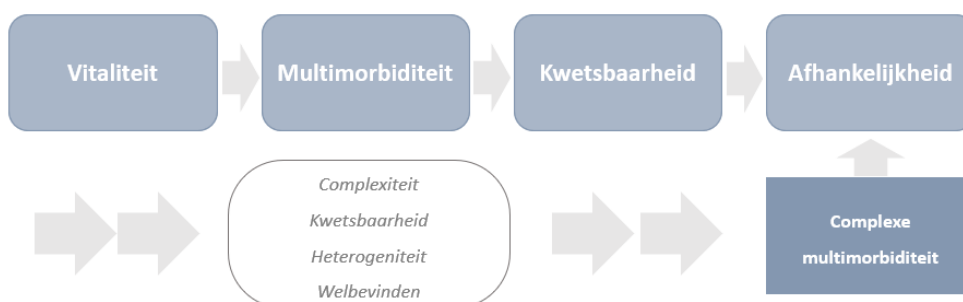 Vitaliteit
Multimorbiditeit
Kwetsbaarheid
Afhankelijkheid
Complexiteit
Kwetsbaarheid
Heterogeniteit
Welbevinden
Complexe
multimorbiditeit